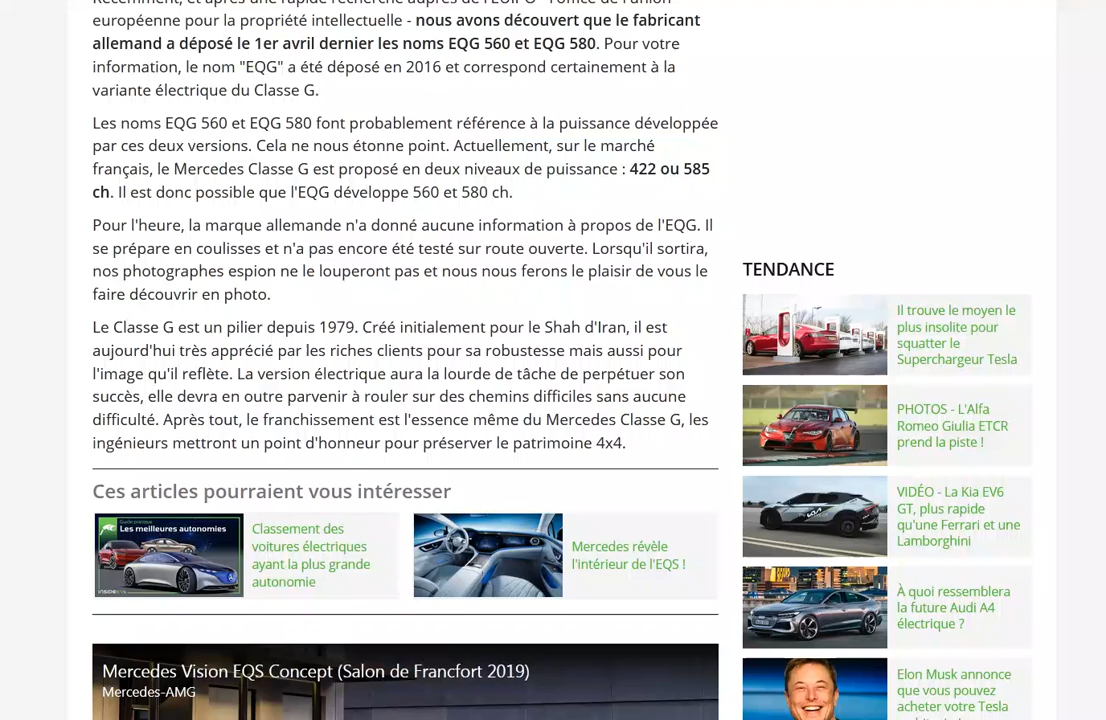 européenne pour la propriété intellectuelle - nous avons découvert que le fabricant
allemand a déposé le 1er avril dernier les noms EQG 560 et EQG 580. Pour votre
information, le nom "EQG" a été déposé en 2016 et correspond certainement à la
variante électrique du Classe G.
Les noms EQG 560 et EQG 580 font probablement référence à la puissance développée
par ces deux versions. Cela ne nous étonne point. Actuellement, sur le marché
français, le Mercedes Classe G est proposé en deux niveaux de puissance : 422 ou 585
ch. Il est donc possible que l'EQG développe 560 et 580 ch.
Pour l'heure, la marque allemande n'a donné aucune information à propos de l'EQG. Il
se prépare en coulisses et n'a pas encore été testé sur route ouverte. Lorsqu'il sortira,
nos photographes espion ne le louperont pas et nous nous ferons le plaisir de vous le
faire découvrir en photo.
Le Classe G est un pilier depuis 1979. Créé initialement pour le Shah d'Iran, il est
aujourd'hui très apprécié par les riches clients pour sa robustesse mais aussi pour
l'image qu'il reflète. La version électrique aura la lourde de tâche de perpétuer son
succès, elle devra en outre parvenir à rouler sur des chemins difficiles sans aucune
difficulté. Après tout, le franchissement est l'essence même du Mercedes Classe G, les
ingénieurs mettront un point d'honneur pour préserver le patrimoine 4x4.
Ces articles pourraient vous intéresser
Guide pratique
Les meilleures autonomies
INSIDEEVs
Classement des
voitures électriques
ayant la plus grande
autonomie
Mercedes révèle
l'intérieur de l'EQS !
Mercedes Vision EQS Concept (Salon de Francfort 2019)
Mercedes-AMG
TENDANCE
Il trouve le moyen le
plus insolite pour
squatter le
Superchargeur Tesla
PHOTOS - L'Alfa
Romeo Giulia ETCR
prend la piste !
VIDÉO - La Kia EV6
GT, plus rapide
qu'une Ferrari et une
Lamborghini
À quoi ressemblera
la future Audi A4
électrique ?
Elon Musk annonce
que vous pouvez
acheter votre Tesla